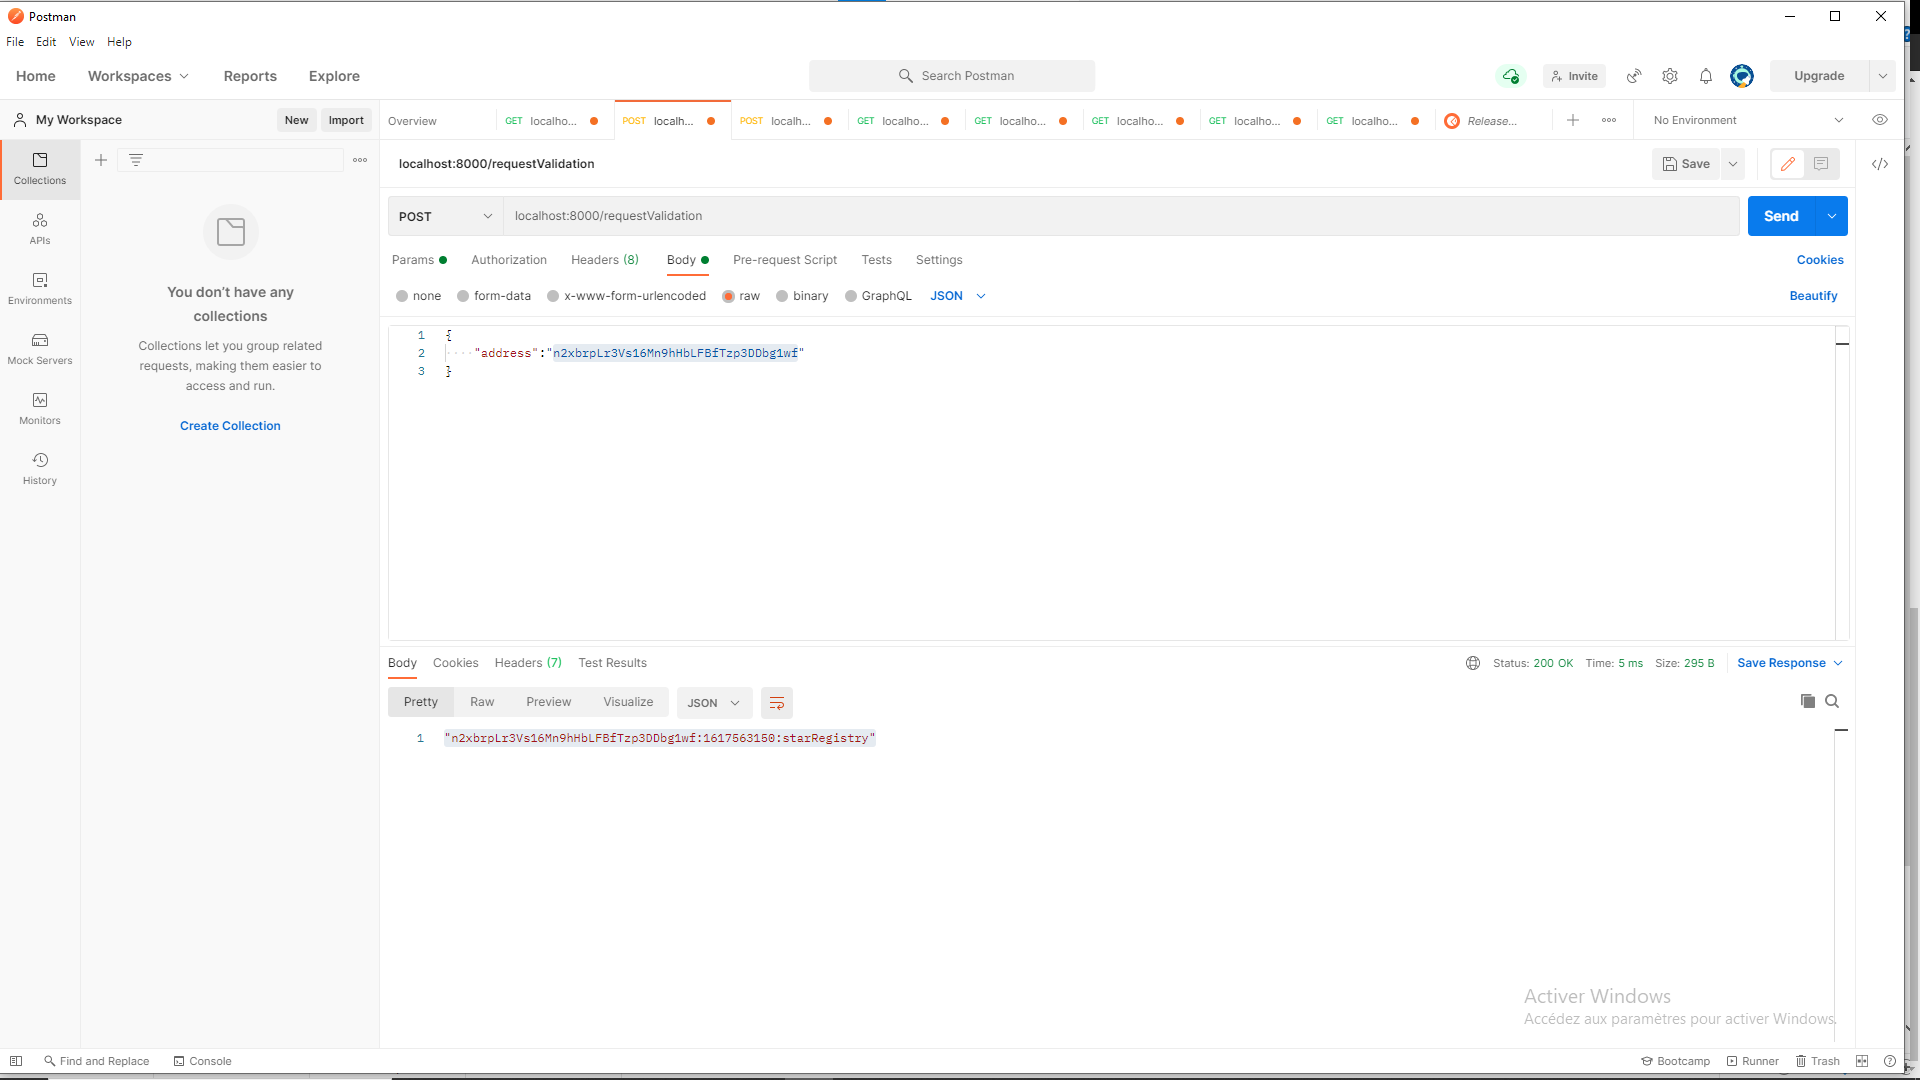 Postman
File Edit View Help
Home Workspaces Reports Explore Search Postman Invite Upgrade
My Workspace New Import
Overview GET localho... POST localh... POST localh... GET localho... GET localho... GET localho... GET localho... GET localho... Release... No Environment
localhost:8000/requestValidation Save
Collections
APIs
Environments
Mock Servers
Monitors
History
You don't have any
collections
Collections let you group related
requests, making them easier to
access and run.
Create Collection
POST localhost:8000/requestValidation Send
Params Authorization Headers (8) Body Pre-request Script Tests Settings Cookies
none form-data x-www-form-urlencoded raw binary GraphQL JSON Beautify
1 {
2 "address":"n2xbrpLr3Vs16Mn9hHbLFBfTzp3DDbg1wf"
3 }
Body Cookies Headers (7) Test Results Status: 200 OK Time: 5 ms Size: 295 B Save Response
Pretty Raw Preview Visualize JSON
1 "n2xbrpLr3Vs16Mn9hHbLFBfTzp3DDbg1wf:1617563150:starRegistry"
Activer Windows
Accédez aux paramètres pour activer Windows.
Find and Replace Console Bootcamp Runner Trash